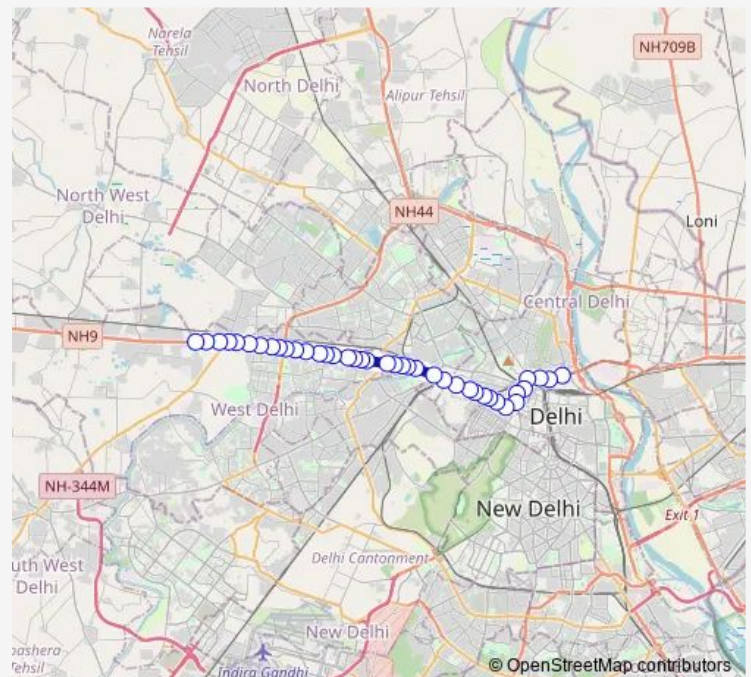 Narela
Tehsil
NH709B
North Delhi
Alipur Tehsil
North West
Delhi
NH44
Loni
Central Delhi
NH9
West Delhi
Delhi
NH-344M
New Delhi
Exit 1
Delhi Cantonment
uth West
Delhi
New Delhi
pashera
Tehsil
Indira Gandhi
© OpenStreetMap contributors